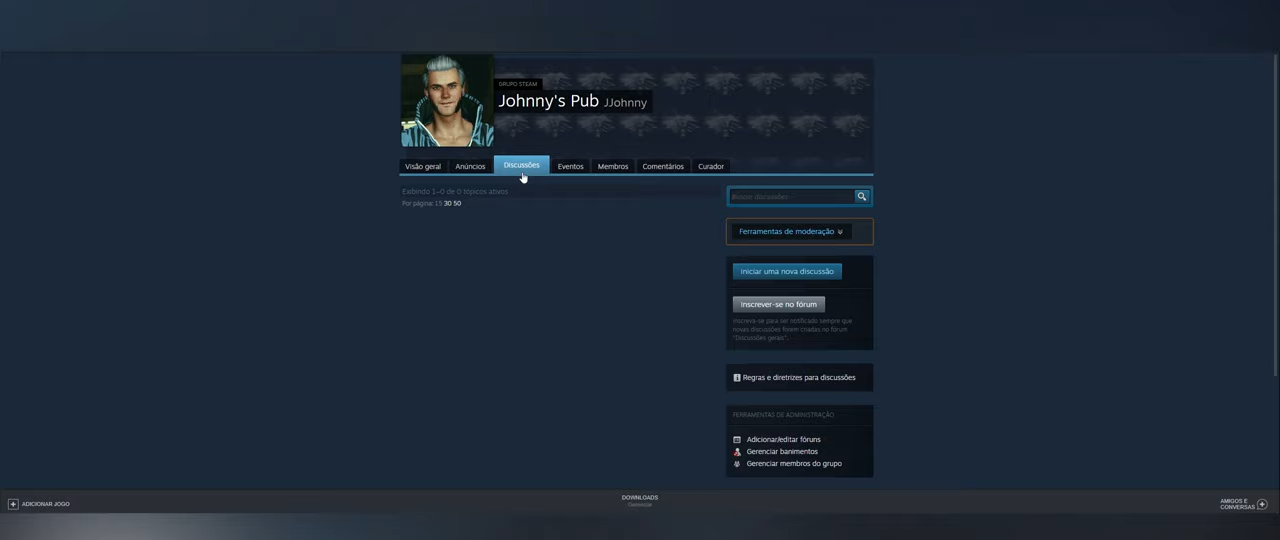 GRUPO STEAM
Johnny's Pub JJohnny
Visão geral Anúncios Discussões Eventos Membros Comentários Curador
Exibindo 1-0 de 0 tópicos ativos
Por página: 15 30 50
Buscar discussões
Ferramentas de moderação
Iniciar uma nova discussão
Inscrever-se no fórum
Inscreva-se para ser notificado sempre que
novas discussões forem criadas no fórum
"Discussões gerais".
Regras e diretrizes para discussões
FERRAMENTAS DE ADMINISTRAÇÃO
Adicionar/editar fóruns
Gerenciar banimentos
Gerenciar membros do grupo
ADICIONAR JOGO
DOWNLOADS
Gerenciar
AMIGOS E
CONVERSAS